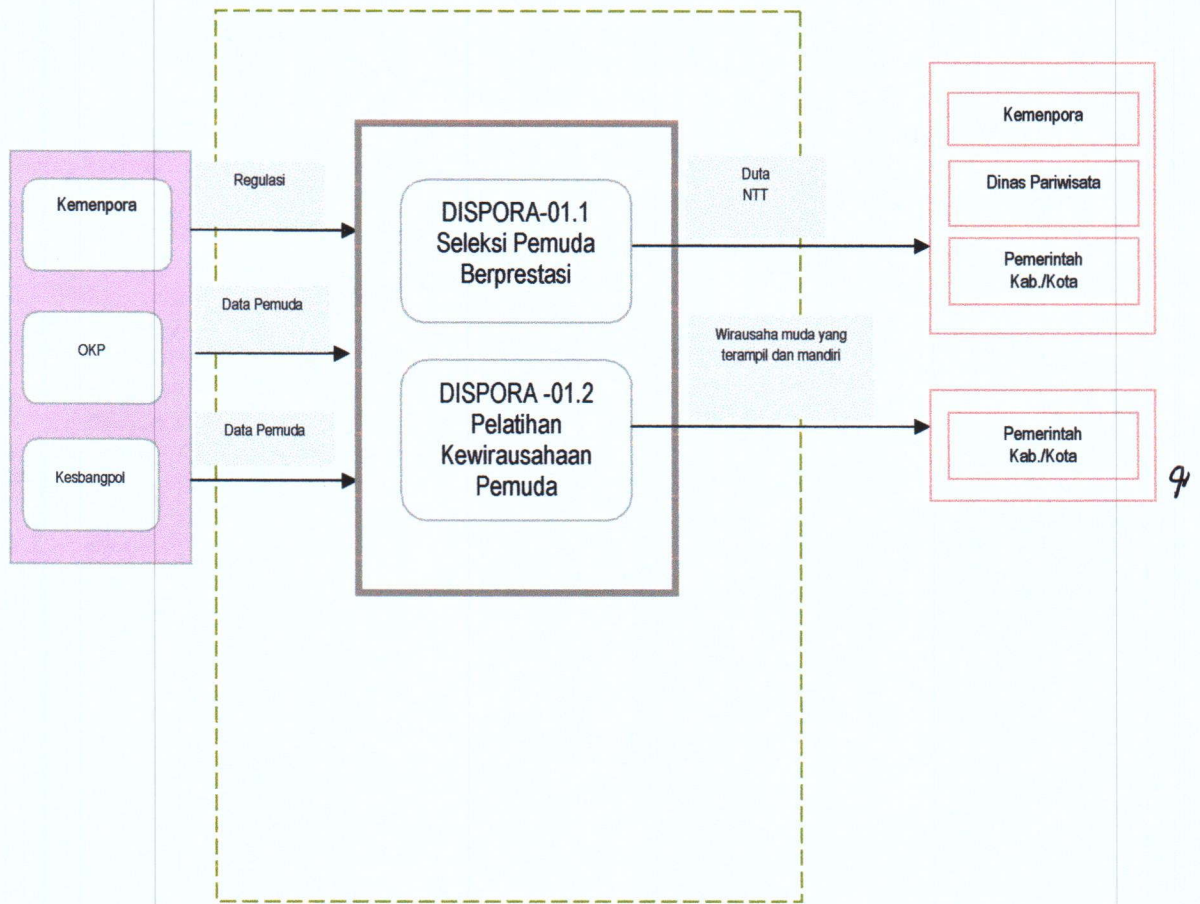 Kemenpora
OKP
Kesbangpol
Regulasi
Data Pemuda
Data Pemuda
DISPORA-01.1
Seleksi Pemuda
Berprestasi
DISPORA -01.2
Pelatihan
Kewirausahaan
Pemuda
Duta
NTT
Wirausaha muda yang
terampil dan mandiri
Kemenpora
Dinas Pariwisata
Pemerintah
Kab./Kota
Pemerintah
Kab./Kota